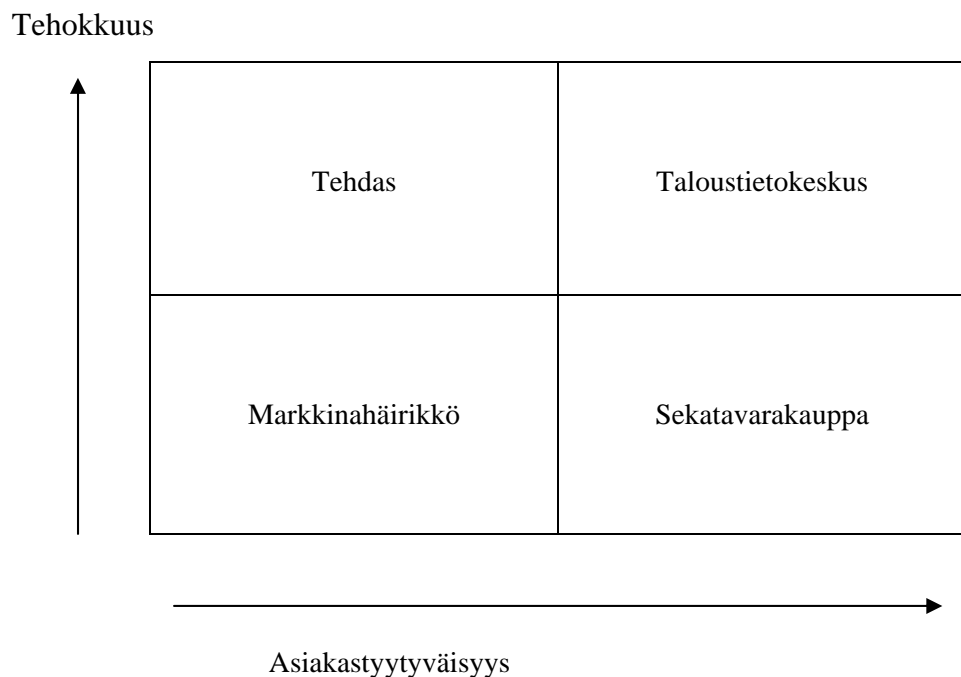 Tehokkuus
Tehdas
Taloustietokeskus
Markkinahäirikkö
Sekatavarakauppa
Asiakastyytyväisyys